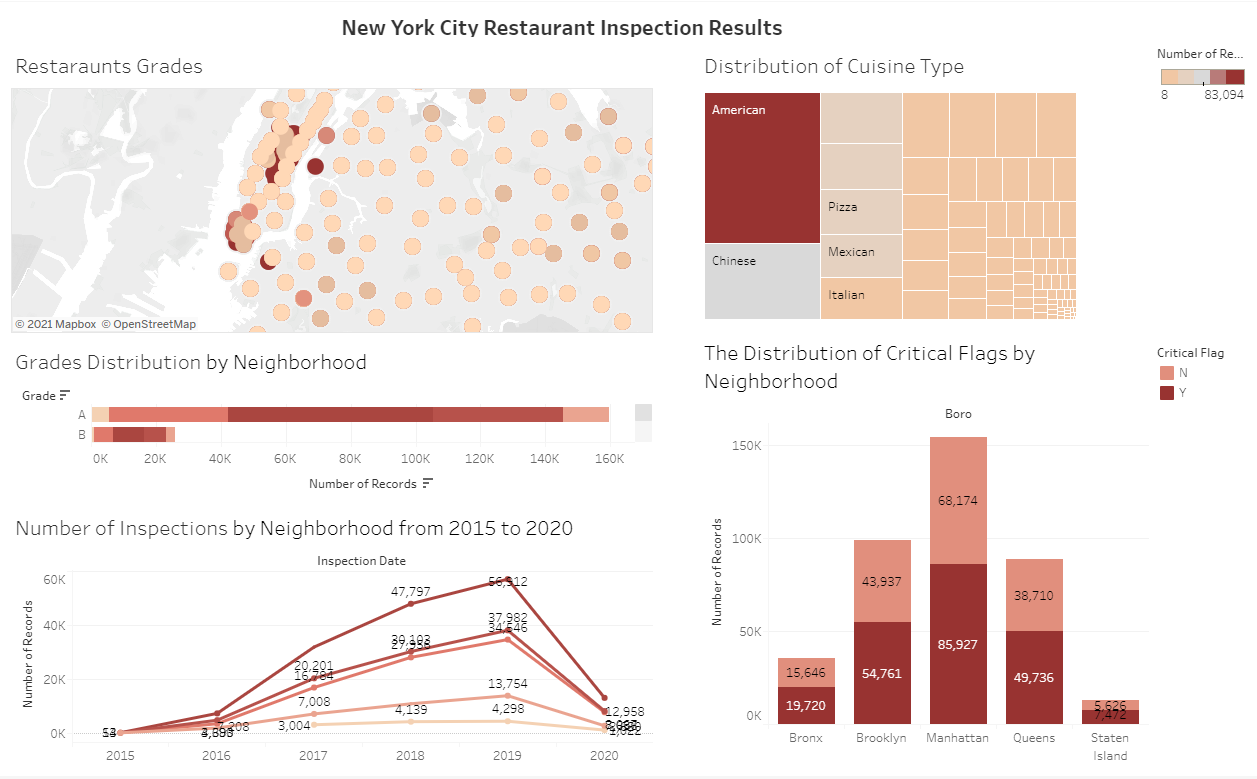 New York City Restaurant Inspection Results
Restaraunts Grades
© 2021 Mapbox © OpenStreetMap
Distribution of Cuisine Type
American
Chinese
Pizza
Mexican
Italian
Number of Re...
8 83,094
Grades Distribution by Neighborhood
Grade
A
B
0K 20K 40K 60K 80K 100K 120K 140K 160K
Number of Records
Number of Inspections by Neighborhood from 2015 to 2020
Inspection Date
Number of Records
60K
40K
20K
0K
47,797
37,982
20,201
7,008
13,754
3,004
4,139
4,298
12,958
2015 2016 2017 2018 2019 2020
The Distribution of Critical Flags by
Neighborhood
Boro
Number of Records
150K
100K
50K
0K
15,646
19,720
43,937
54,761
68,174
85,927
38,710
49,736
5,626
7,472
Bronx Brooklyn Manhattan Queens Staten
Island
Critical Flag
N
Y